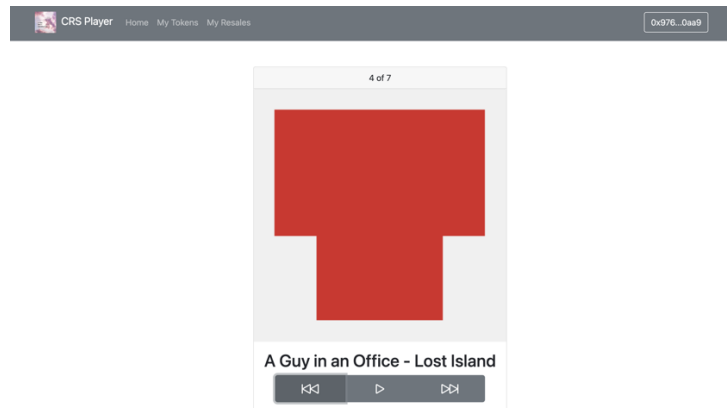 CRS Player Home My Tokens My Resales 0x976...0aa9
4 of 7
A Guy in an Office - Lost Island